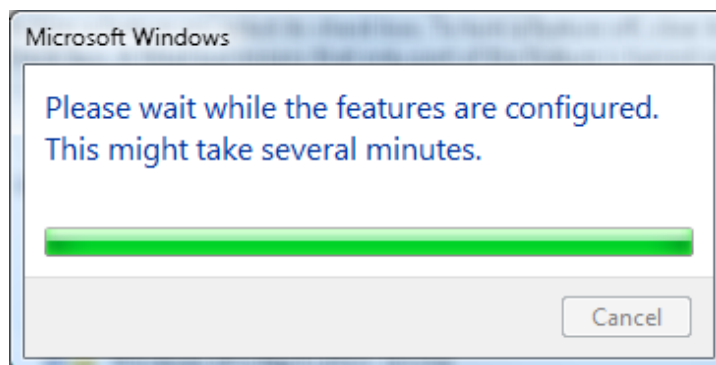 Microsoft Windows
Please wait while the features are configured.
This might take several minutes.
Cancel